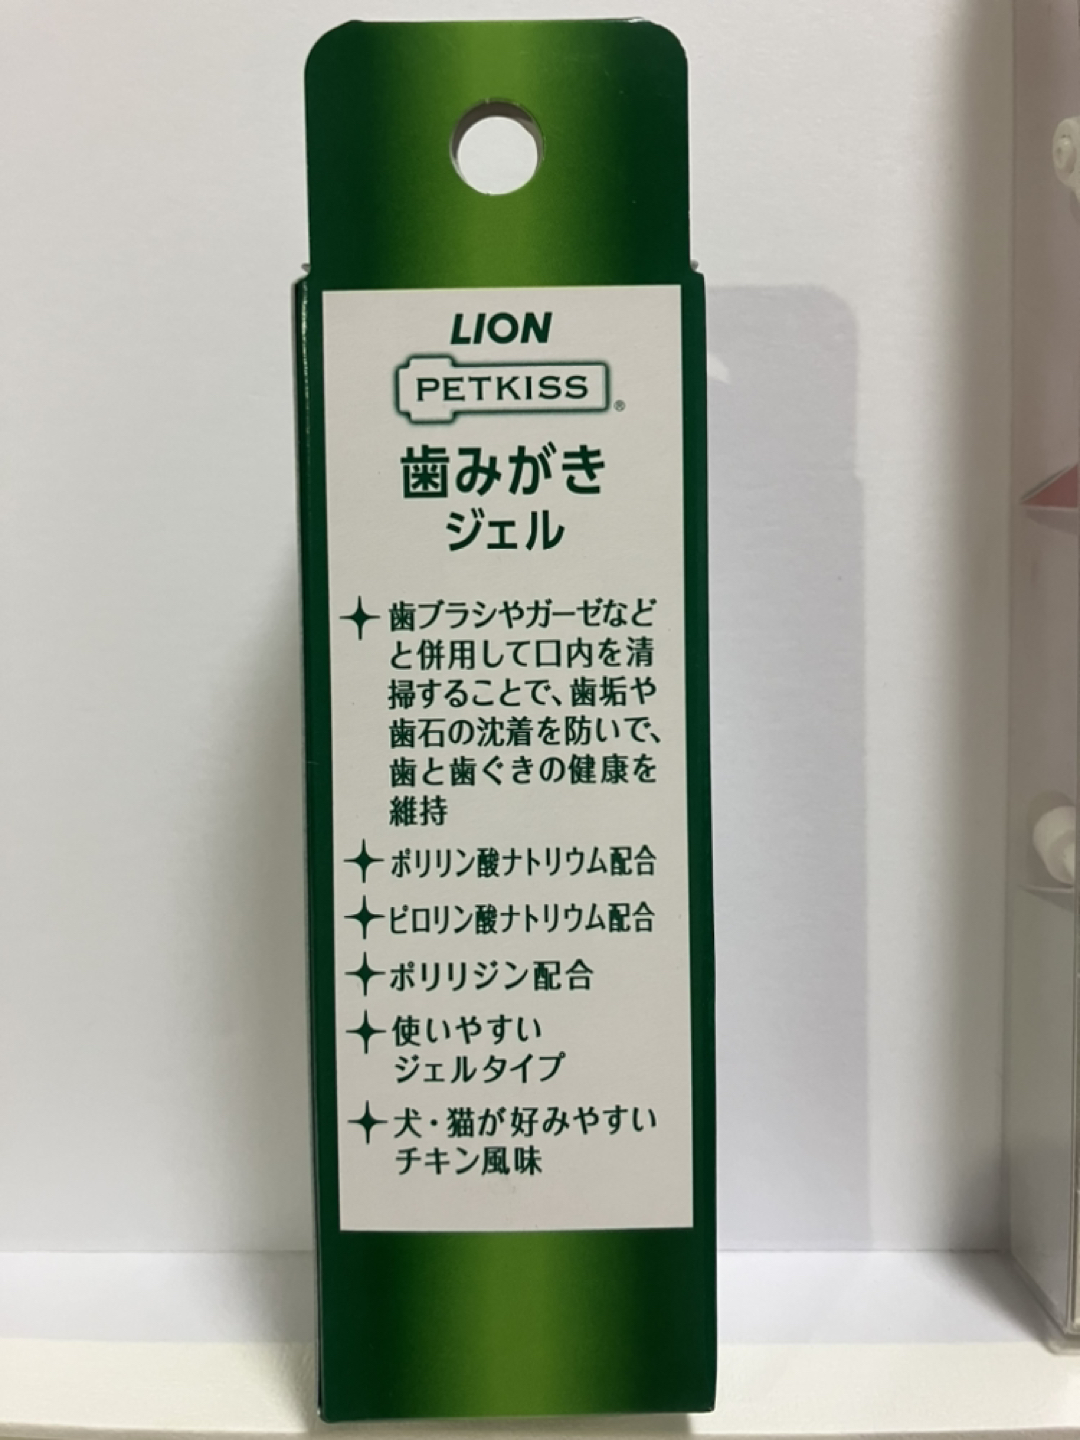 LION
PETKISS®
歯みがき
ジェル
歯ブラシやガーゼなど
と併用して口内を清
掃することで、歯垢や
歯石の沈着を防いで、
歯と歯ぐきの健康を
維持
ポリリン酸ナトリウム配合
ピロリン酸ナトリウム配合
ポリリジン配合
使いやすい
ジェルタイプ
犬・猫が好みやすい
チキン風味